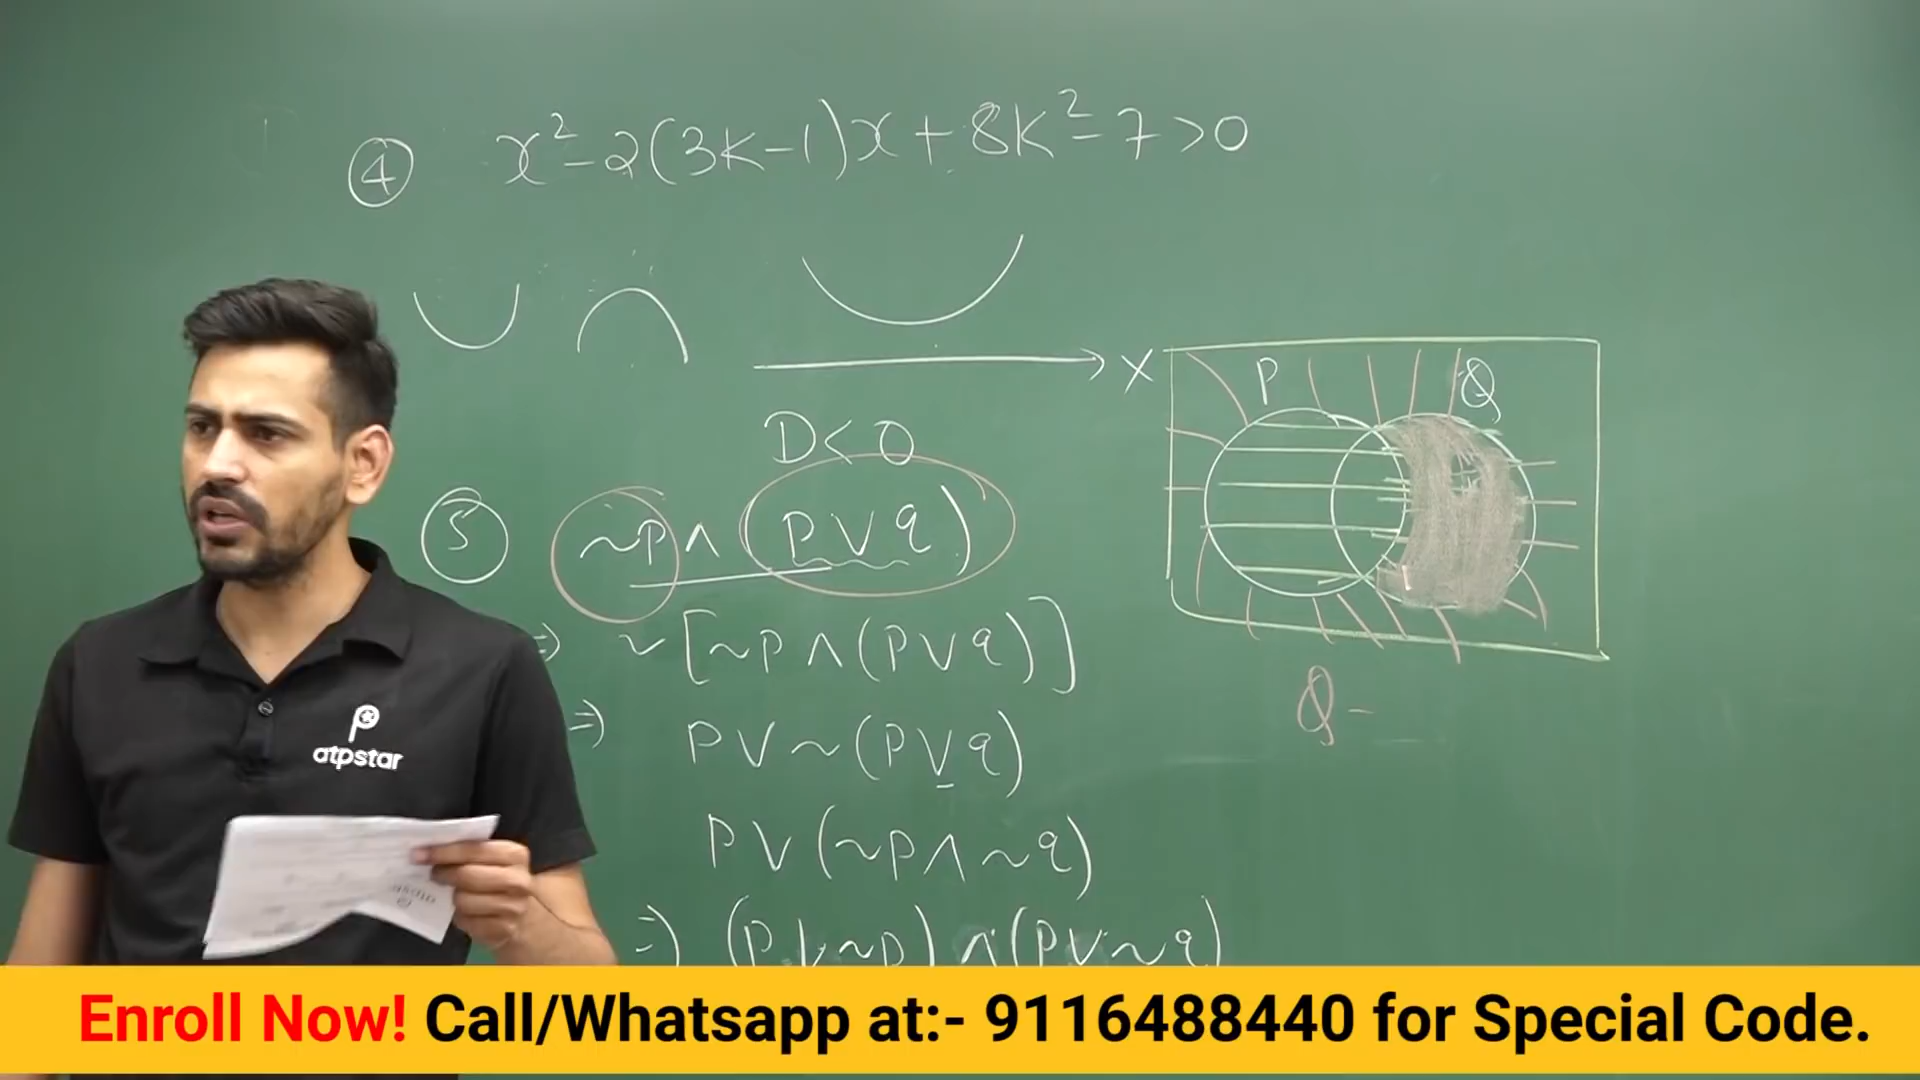 ④ x²-2(3k-1)x+8k²-7>0
X
P Q
D<0
⑤ ~p∧(p∨q)
⇒ ~[~p∧(p∨q)]
Q-
⇒ p∨~(p∨q)
p∨(~p∧~q)
⇒ (p∨~p)∧(p∨~q)
atpstar
Enroll Now! Call/Whatsapp at:- 9116488440 for Special Code.